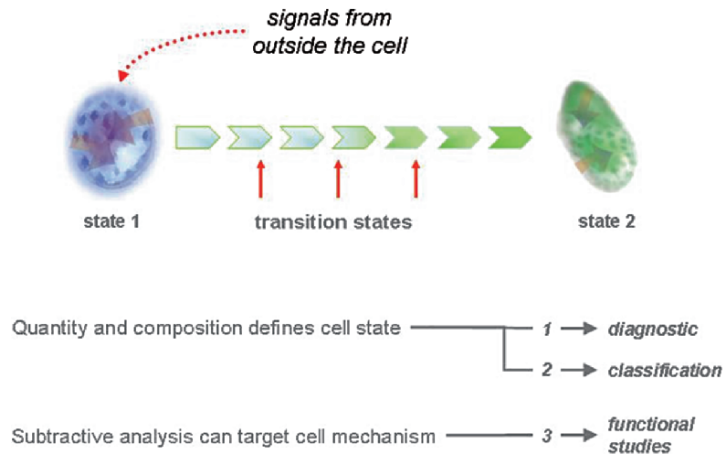 signals from
outside the cell
state 1
transition states
state 2
Quantity and composition defines cell state
1
diagnostic
2
classification
Subtractive analysis can target cell mechanism
3
functional
studies